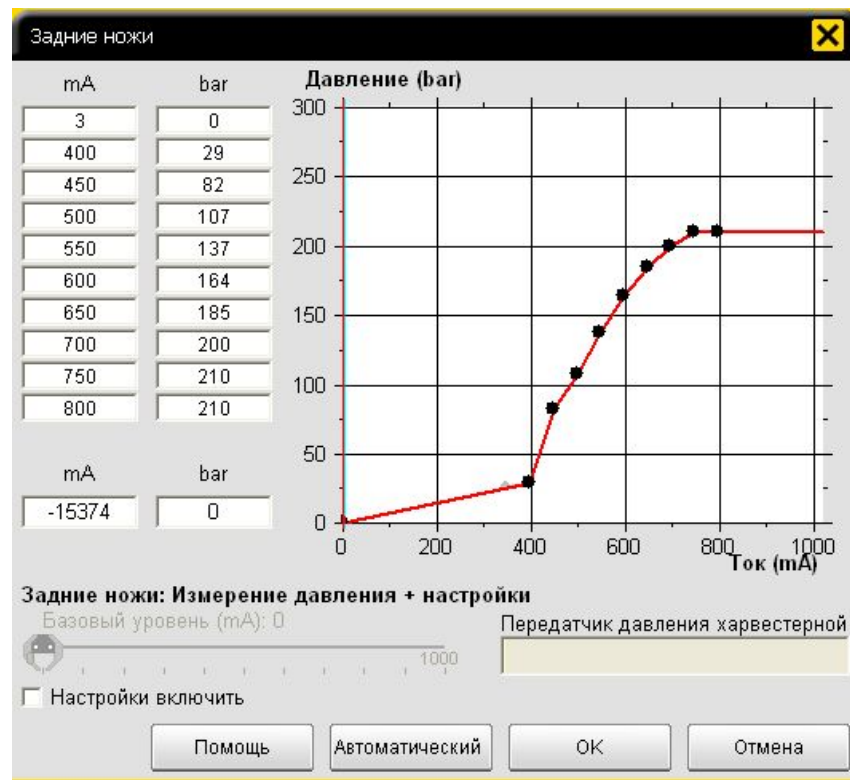 Задние ножи
mA bar
3 0
400 29
450 82
500 107
550 137
600 164
650 185
700 200
750 210
800 210
mA bar
-15374 0
Давление (bar)
300
250
200
150
100
50
0
0 200 400 600 800 1000
Ток (mA)
Задние ножи: Измерение давления + настройки
Базовый уровень (mA): 0
1000
Передатчик давления харвестерной
Настройки включить
Помощь Автоматический OK Отмена